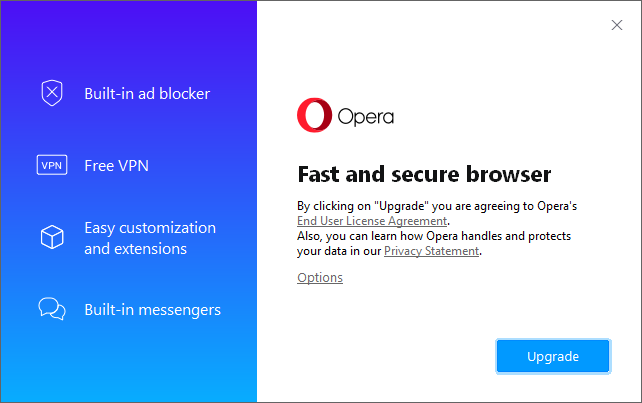 Built-in ad blocker
VPN
Free VPN
Easy customization
and extensions
Built-in messengers
Opera
Fast and secure browser
By clicking on "Upgrade" you are agreeing to Opera's
End User License Agreement.
Also, you can learn how Opera handles and protects
your data in our Privacy Statement.
Options
Upgrade